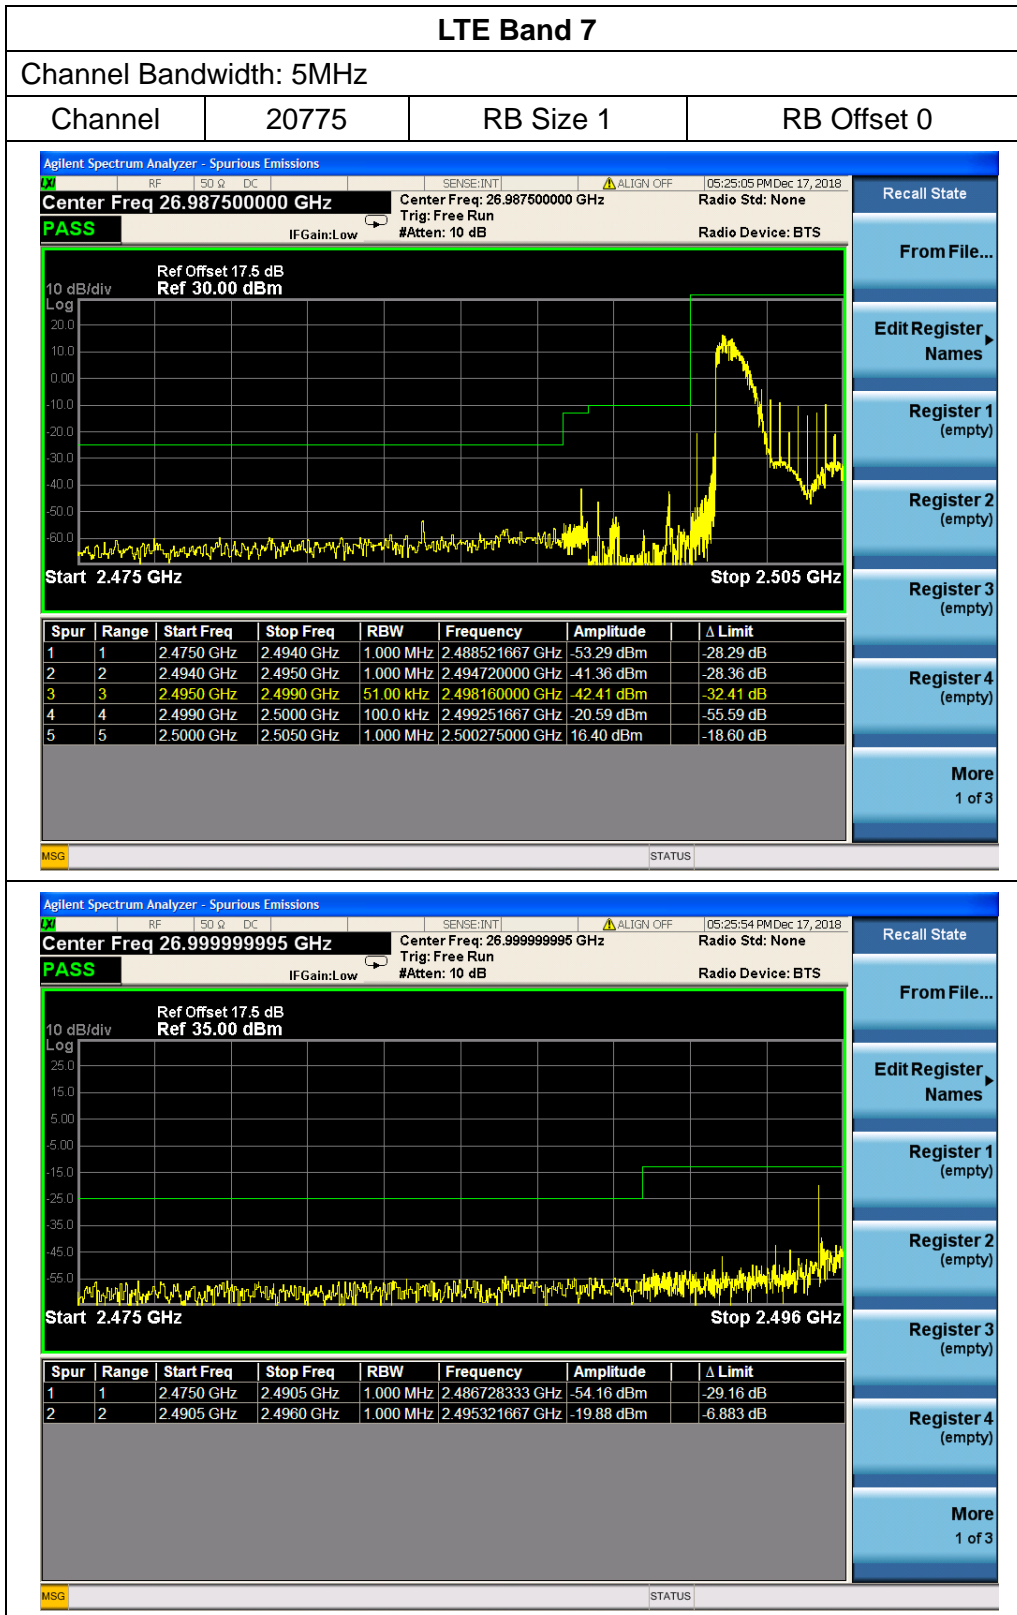 LTE Band 7
Channel Bandwidth: 5MHz
Channel 20775 RB Size 1 RB Offset 0
Agilent Spectrum Analyzer - Spurious Emissions
LXI RF 50 Ω DC SENSE:INT ALIGN OFF 05:25:05 PM Dec 17, 2018
Center Freq 26.987500000 GHz Center Freq: 26.987500000 GHz Radio Std: None
Trig: Free Run
PASS IFGain:Low #Atten: 10 dB Radio Device: BTS
Recall State
From File...
Edit Register Names
Register 1 (empty)
Register 2 (empty)
Register 3 (empty)
Register 4 (empty)
More 1 of 3
Ref Offset 17.5 dB
10 dB/div Ref 30.00 dBm
Log
20.0
10.0
0.00
-10.0
-20.0
-30.0
-40.0
-50.0
-60.0
Start 2.475 GHz Stop 2.505 GHz
Spur Range Start Freq Stop Freq RBW Frequency Amplitude Δ Limit
1 1 2.4750 GHz 2.4940 GHz 1.000 MHz 2.488521667 GHz -53.29 dBm -28.29 dB
2 2 2.4940 GHz 2.4950 GHz 1.000 MHz 2.494720000 GHz -41.36 dBm -28.36 dB
3 3 2.4950 GHz 2.4990 GHz 51.00 kHz 2.498160000 GHz -42.41 dBm -32.41 dB
4 4 2.4990 GHz 2.5000 GHz 100.0 kHz 2.499251667 GHz -20.59 dBm -55.59 dB
5 5 2.5000 GHz 2.5050 GHz 1.000 MHz 2.500275000 GHz 16.40 dBm -18.60 dB
MSG STATUS
Agilent Spectrum Analyzer - Spurious Emissions
LXI RF 50 Ω DC SENSE:INT ALIGN OFF 05:25:54 PM Dec 17, 2018
Center Freq 26.999999995 GHz Center Freq: 26.999999995 GHz Radio Std: None
Trig: Free Run
PASS IFGain:Low #Atten: 10 dB Radio Device: BTS
Recall State
From File...
Edit Register Names
Register 1 (empty)
Register 2 (empty)
Register 3 (empty)
Register 4 (empty)
More 1 of 3
Ref Offset 17.5 dB
10 dB/div Ref 35.00 dBm
Log
25.0
15.0
5.00
-5.00
-15.0
-25.0
-35.0
-45.0
-55.0
Start 2.475 GHz Stop 2.496 GHz
Spur Range Start Freq Stop Freq RBW Frequency Amplitude Δ Limit
1 1 2.4750 GHz 2.4905 GHz 1.000 MHz 2.486728333 GHz -54.16 dBm -29.16 dB
2 2 2.4905 GHz 2.4960 GHz 1.000 MHz 2.495321667 GHz -19.88 dBm -6.883 dB
MSG STATUS